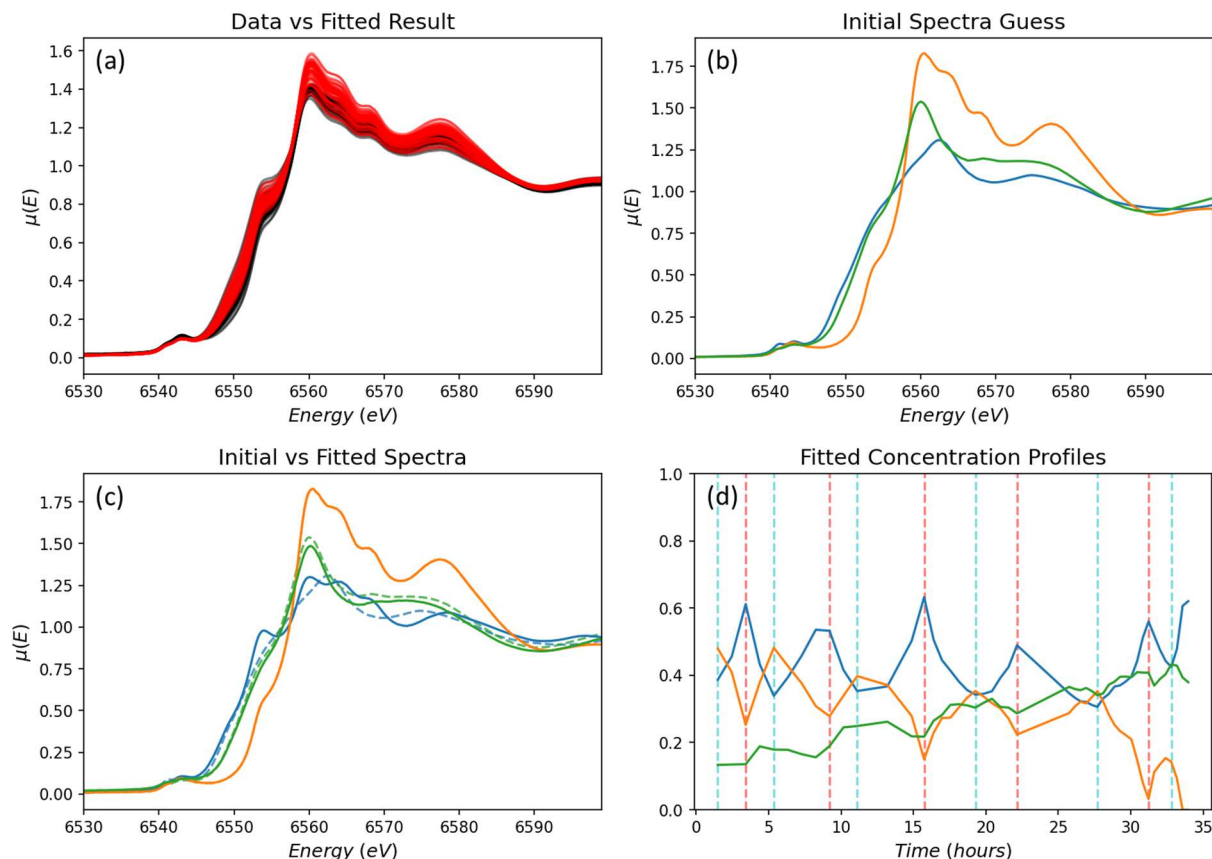 Data vs Fitted Result
(a)
μ(E)
1.6
1.4
1.2
1.0
0.8
0.6
0.4
0.2
0.0
6530 6540 6550 6560 6570 6580 6590
Energy (eV)
Initial Spectra Guess
(b)
μ(E)
1.75
1.50
1.25
1.00
0.75
0.50
0.25
0.00
6530 6540 6550 6560 6570 6580 6590
Energy (eV)
Initial vs Fitted Spectra
(c)
μ(E)
1.75
1.50
1.25
1.00
0.75
0.50
0.25
0.00
6530 6540 6550 6560 6570 6580 6590
Energy (eV)
Fitted Concentration Profiles
(d)
1.0
0.8
0.6
0.4
0.2
0.0
0 5 10 15 20 25 30 35
Time (hours)